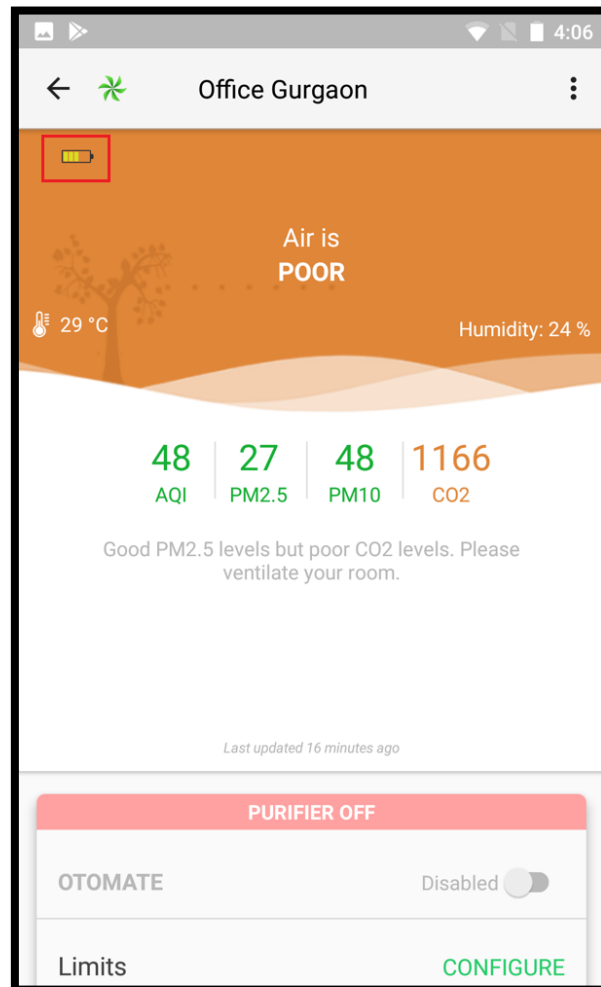 4:06
Office Gurgaon
Air is
POOR
29 °C
Humidity: 24 %
48 27 48 1166
AQI PM2.5 PM10 CO2
Good PM2.5 levels but poor CO2 levels. Please
ventilate your room.
Last updated 16 minutes ago
PURIFIER OFF
OTOMATE Disabled
Limits CONFIGURE